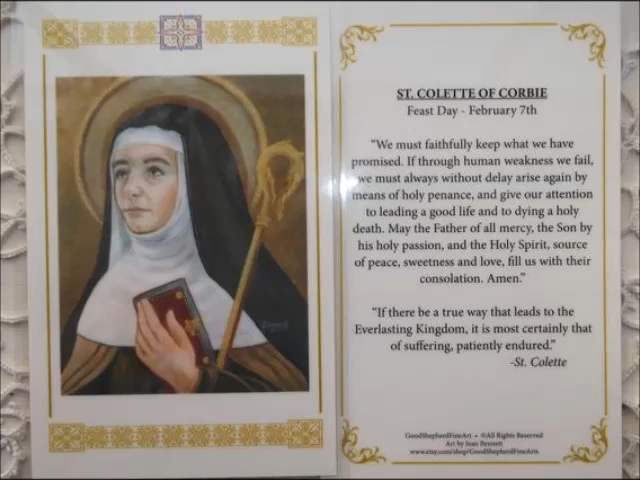 ST. COLETTE OF CORBIE
Feast Day - February 7th
“We must faithfully keep what we have
promised. If through human weakness we fail,
we must always without delay arise again by
means of holy penance, and give our attention
to leading a good life and to dying a holy
death. May the Father of all mercy, the Son by
his holy passion, and the Holy Spirit, source
of peace, sweetness and love, fill us with their
consolation. Amen.”
“If there be a true way that leads to the
Everlasting Kingdom, it is most certainly that
of suffering, patiently endured.”
-St. Colette
GoodShepherdFineArt • ©All Rights Reserved
Art by Joan Bennett
www.etsy.com/shop/GoodShepherdFineArts